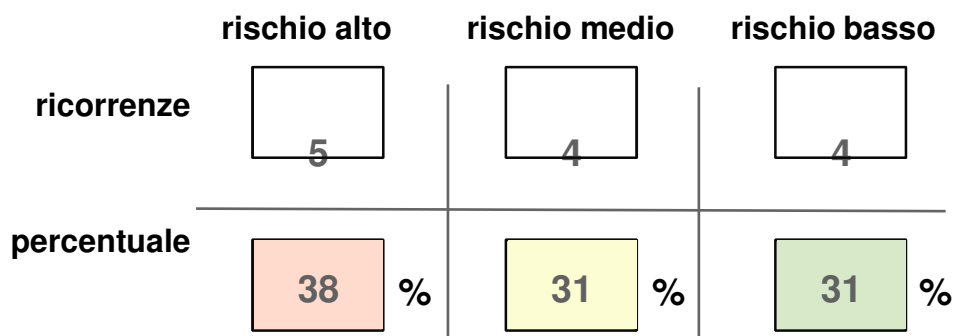 rischio alto rischio medio rischio basso
ricorrenze
5 4 4
percentuale
38 % 31 % 31 %